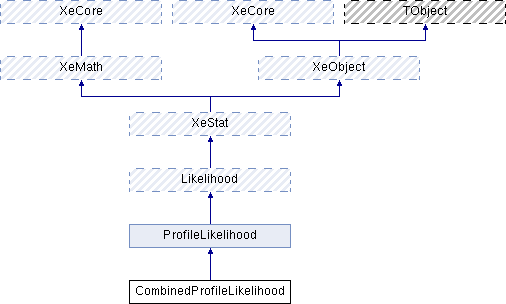 XeCore XeCore TObject
XeMath XeObject
XeStat
Likelihood
ProfileLikelihood
CombinedProfileLikelihood